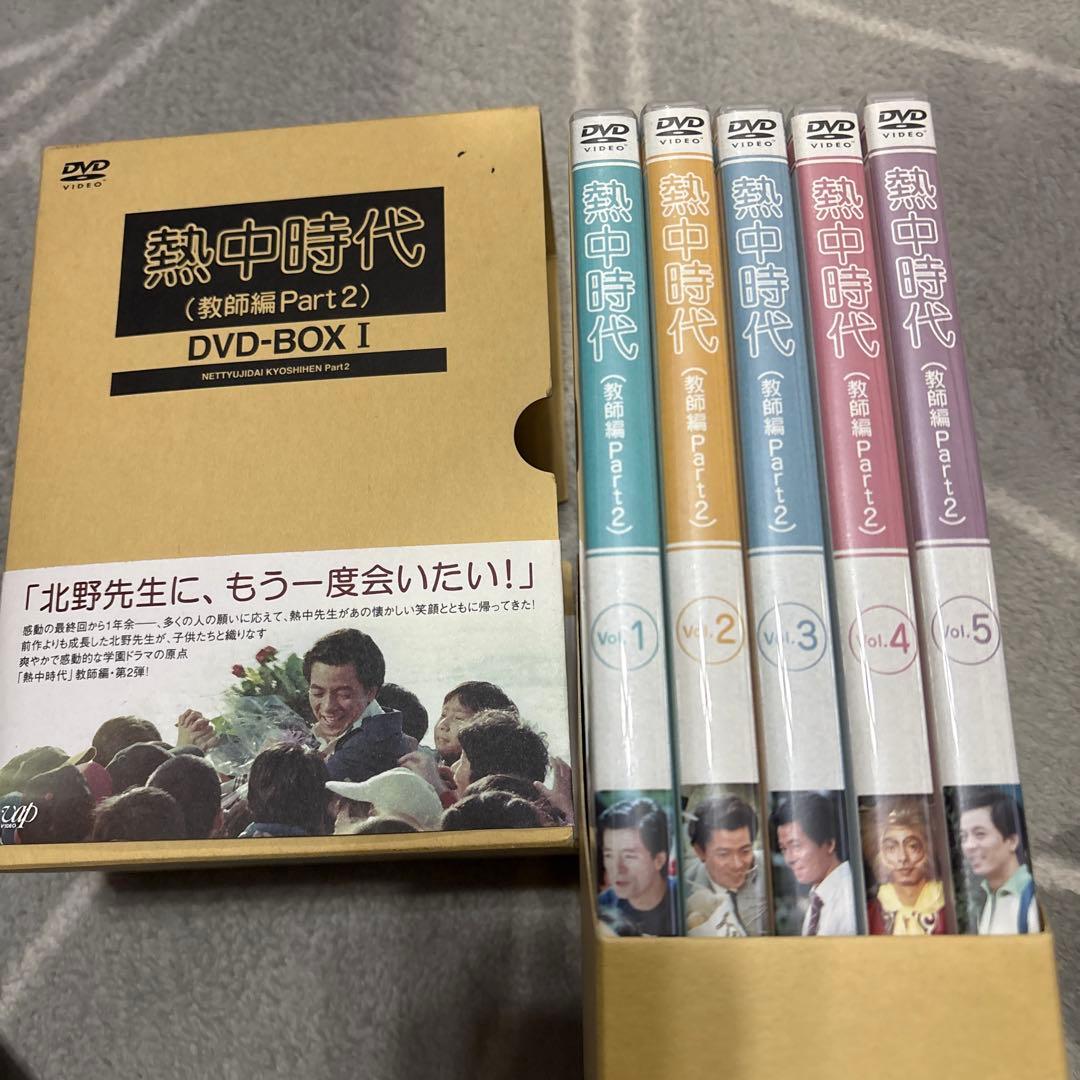 DVD
VIDEO
熱中時代
(教師編Part2)
DVD-BOX I
NETTYUJIDAI KYOSHIHEN Part2
「北野先生に、もう一度会いたい!」
感動の最終回から1年余──、多くの人の願いに応えて、熱中先生があの懐かしい笑顔とともに帰ってきた!
前作よりも成長した北野先生が、子供たちと織りなす
爽やかで感動的な学園ドラマの原点
「熱中時代」教師編・第2弾!
vap
VIDEO
DVD
VIDEO
熱中時代
(教師編Part2)
Vol.1
DVD
VIDEO
熱中時代
(教師編Part2)
Vol.2
DVD
VIDEO
熱中時代
(教師編Part2)
Vol.3
DVD
VIDEO
熱中時代
(教師編Part2)
Vol.4
DVD
VIDEO
熱中時代
(教師編Part2)
Vol.5